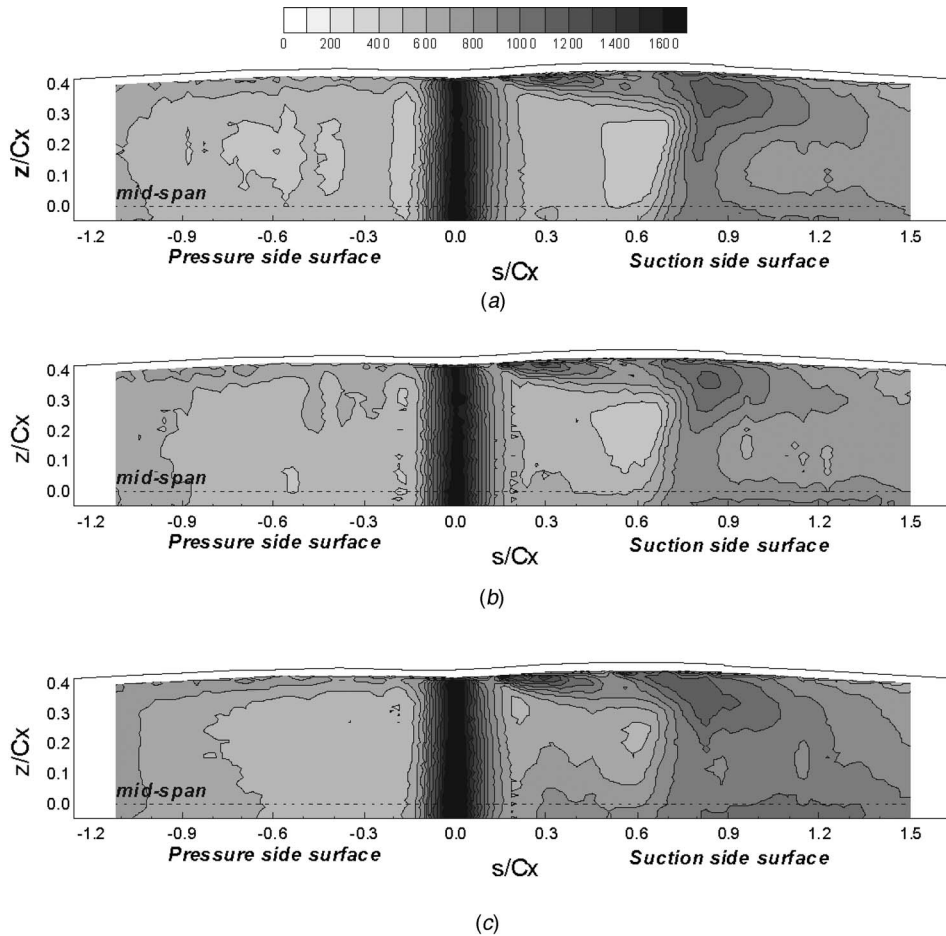 0 200 400 600 800 1000 1200 1400 1600
0.4
0.3
0.2
0.1
0.0
z/Cx
mid-span
-1.2 -0.9 -0.6 -0.3 0.0 0.3 0.6 0.9 1.2 1.5
Pressure side surface s/Cx Suction side surface
(a)
0.4
0.3
0.2
0.1
0.0
z/Cx
mid-span
-1.2 -0.9 -0.6 -0.3 0.0 0.3 0.6 0.9 1.2 1.5
Pressure side surface s/Cx Suction side surface
(b)
0.4
0.3
0.2
0.1
0.0
z/Cx
mid-span
-1.2 -0.9 -0.6 -0.3 0.0 0.3 0.6 0.9 1.2 1.5
Pressure side surface s/Cx Suction side surface
(c)